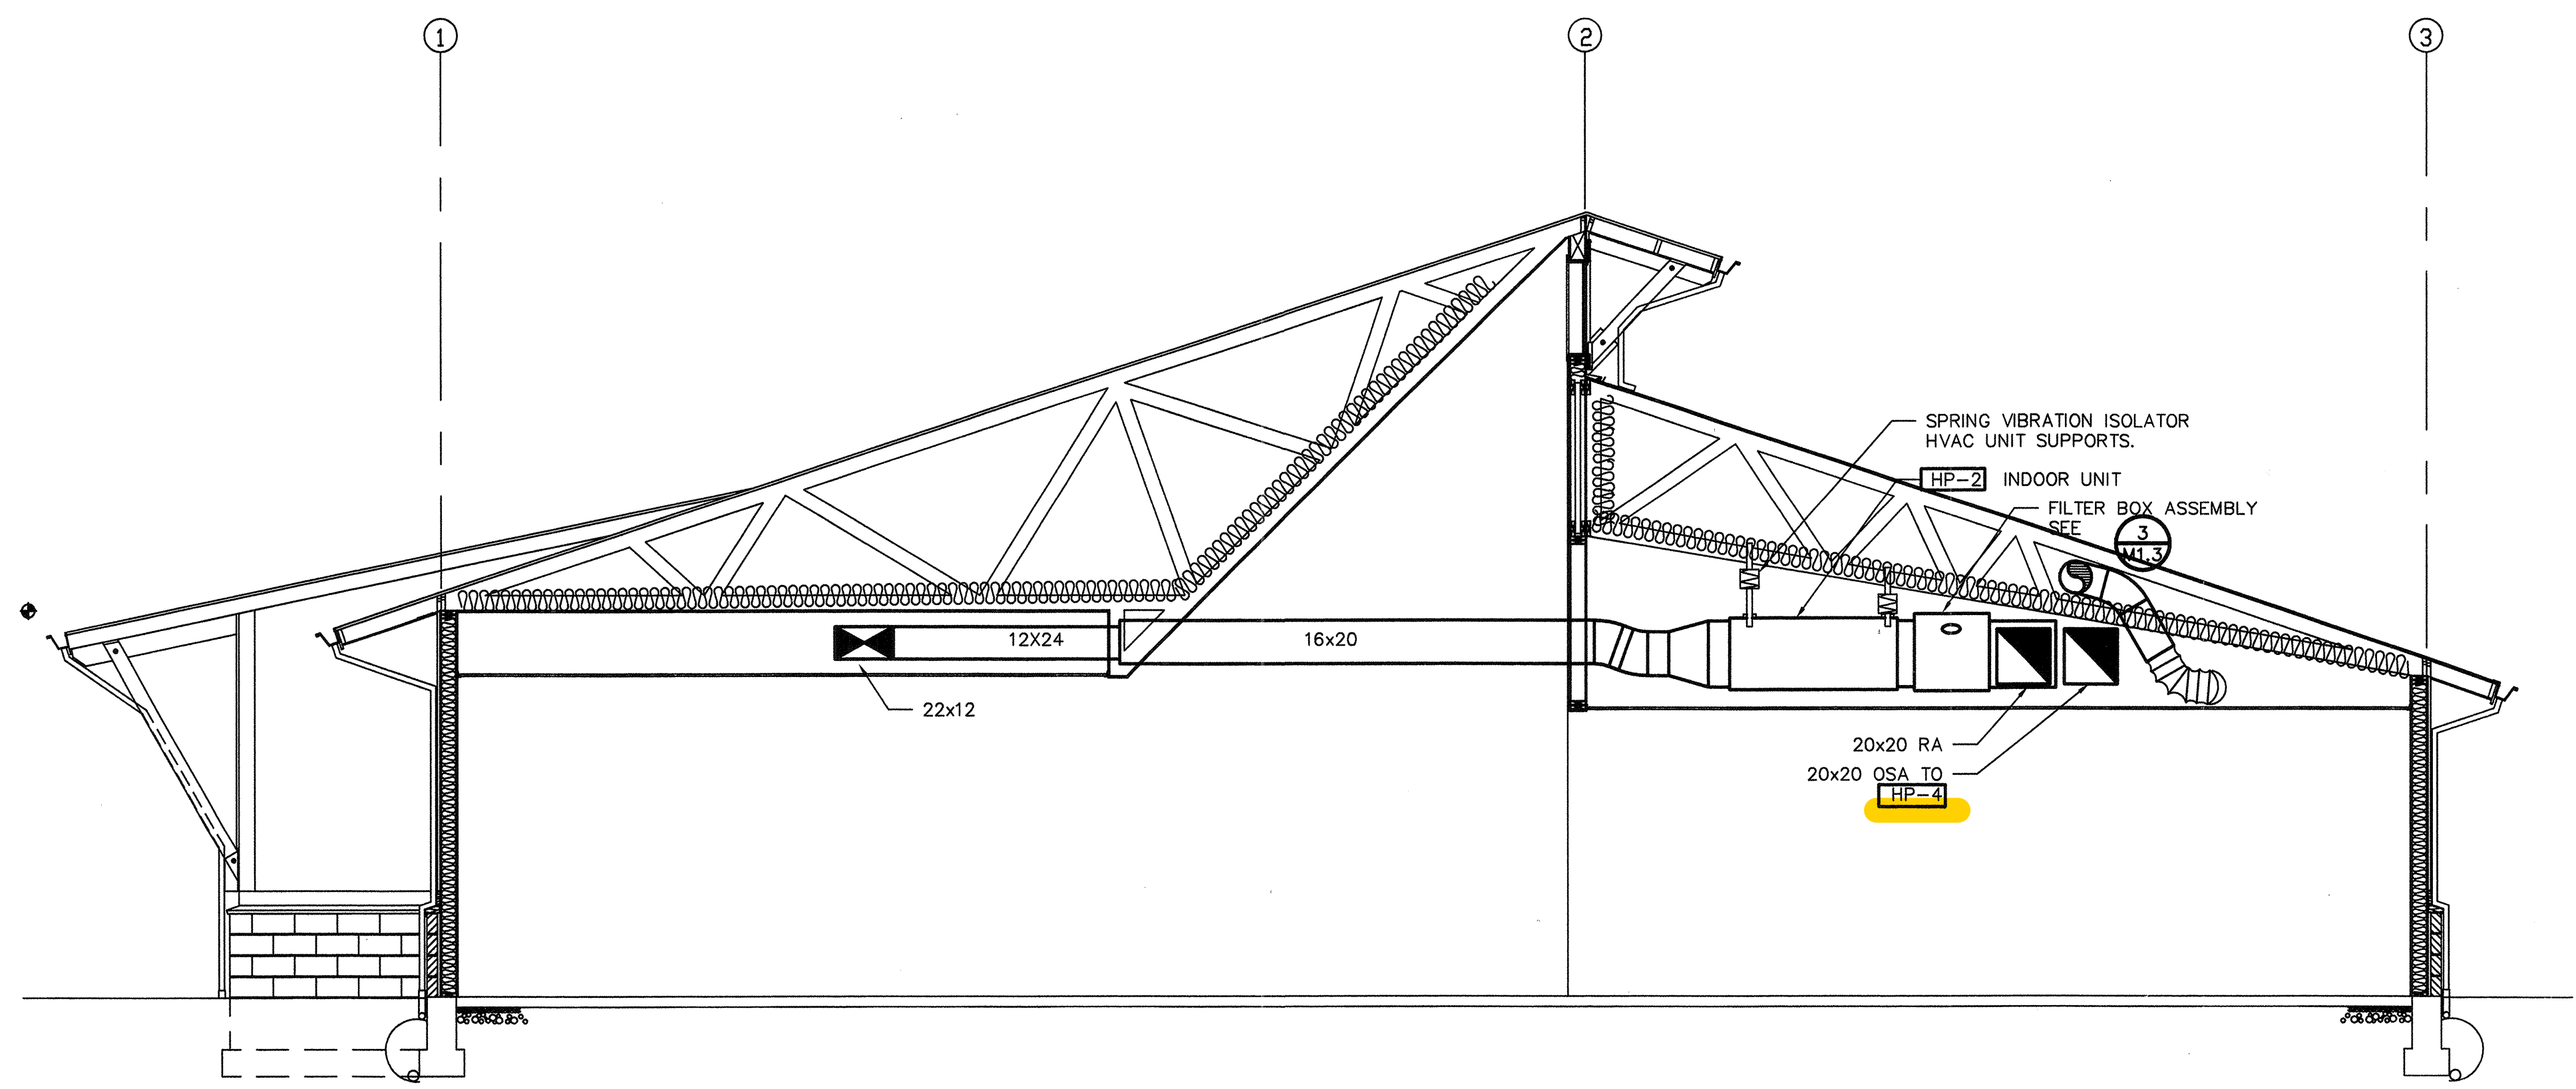 1
2
3
SPRING VIBRATION ISOLATOR
HVAC UNIT SUPPORTS.
HP-2 INDOOR UNIT
FILTER BOX ASSEMBLY
SEE
3
M1.3
12X24
16x20
22x12
20x20 RA
20x20 OSA TO
HP-4